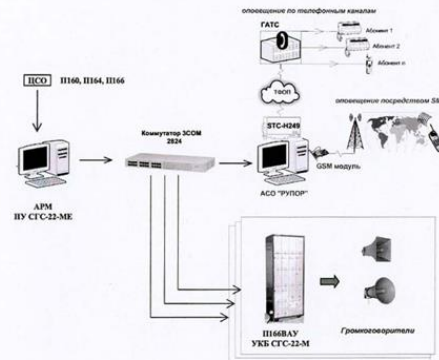 оповещение по телефонным каналам
ГАТС
Абонент 1
Абонент 2
Абонент n
ЦСО П160, П164, П166
ТФОП
оповещение посредством
STC-H249
Коммутатор 3COM
2824
GSM модуль
АРМ
ПУ СГС-22-МЕ
АСО "РУПОР"
П166ВАУ
УКБ СГС-22-М
Громкоговорители